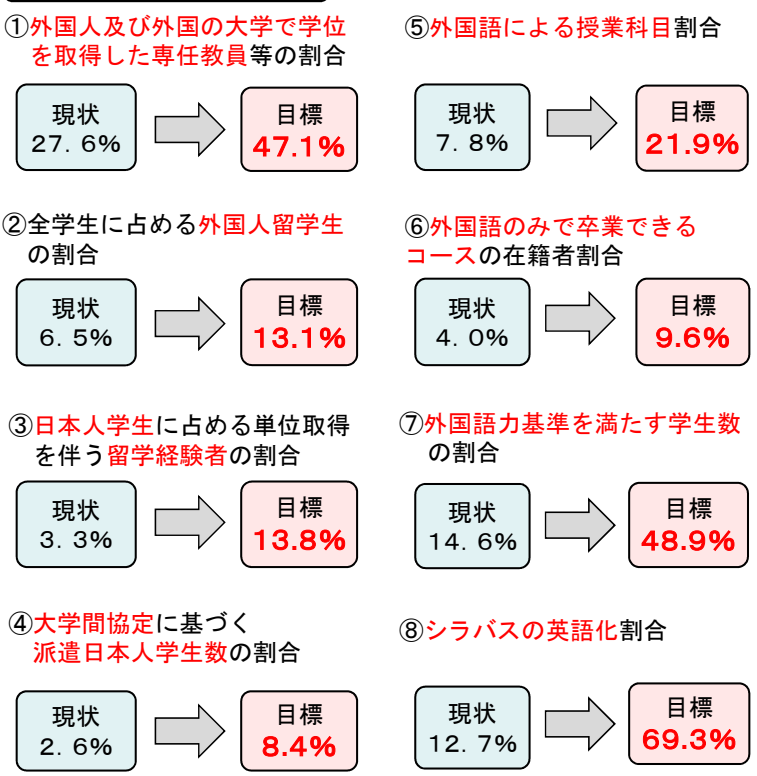 ①外国人及び外国の大学で学位
を取得した専任教員等の割合
現状
27．6%
目標
47.1%
②全学生に占める外国人留学生
の割合
現状
6．5%
目標
13.1%
③日本人学生に占める単位取得
を伴う留学経験者の割合
現状
3．3%
目標
13.8%
④大学間協定に基づく
派遣日本人学生数の割合
現状
2．6%
目標
8.4%
⑤外国語による授業科目割合
現状
7．8%
目標
21.9%
⑥外国語のみで卒業できる
コースの在籍者割合
現状
4．0%
目標
9.6%
⑦外国語力基準を満たす学生数
の割合
現状
14．6%
目標
48.9%
⑧シラバスの英語化割合
現状
12．7%
目標
69.3%